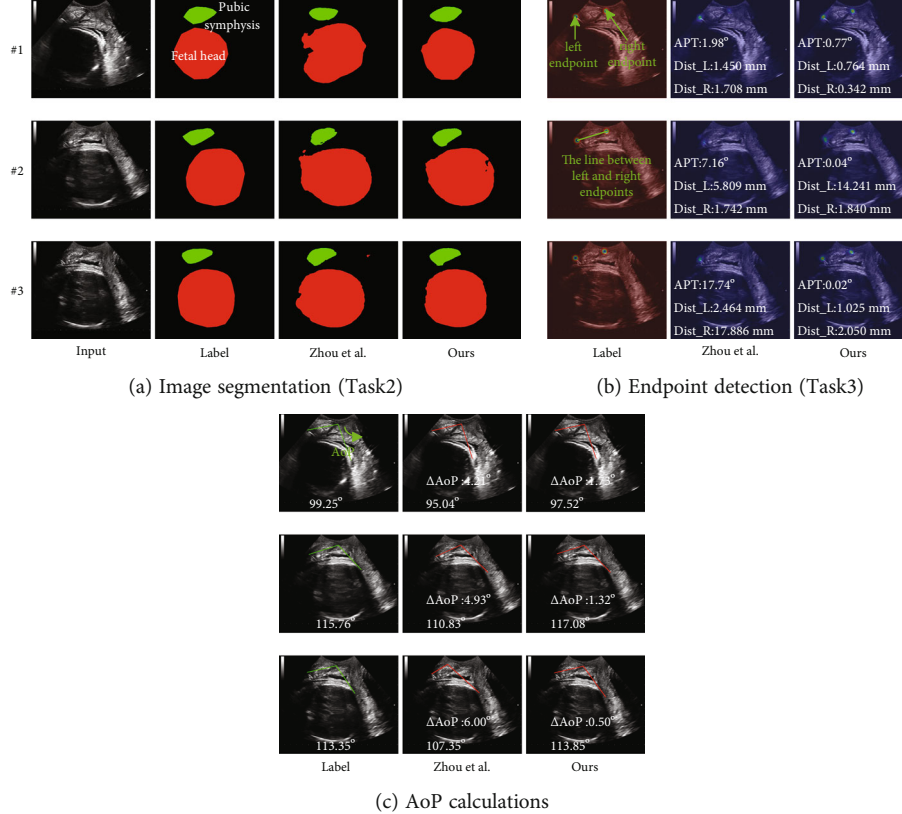 #1
Pubic
symphysis
Fetal head
left
endpoint
right
endpoint
APT:1.98°
Dist_L:1.450 mm
Dist_R:1.708 mm
APT:0.77°
Dist_L:0.764 mm
Dist_R:0.342 mm
#2
The line between
left and right
endpoints
APT:7.16°
Dist_L:5.809 mm
Dist_R:1.742 mm
APT:0.04°
Dist_L:14.241 mm
Dist_R:1.840 mm
#3
APT:17.74°
Dist_L:2.464 mm
Dist_R:17.886 mm
APT:0.02°
Dist_L:1.025 mm
Dist_R:2.050 mm
Input
Label
Zhou et al.
Ours
Label
Zhou et al.
Ours
(a) Image segmentation (Task2)
(b) Endpoint detection (Task3)
AoP
99.25°
ΔAoP :4.21°
95.04°
ΔAoP :1.73°
97.52°
115.76°
ΔAoP :4.93°
110.83°
ΔAoP :1.32°
117.08°
113.35°
ΔAoP :6.00°
107.35°
ΔAoP :0.50°
113.85°
Label
Zhou et al.
Ours
(c) AoP calculations